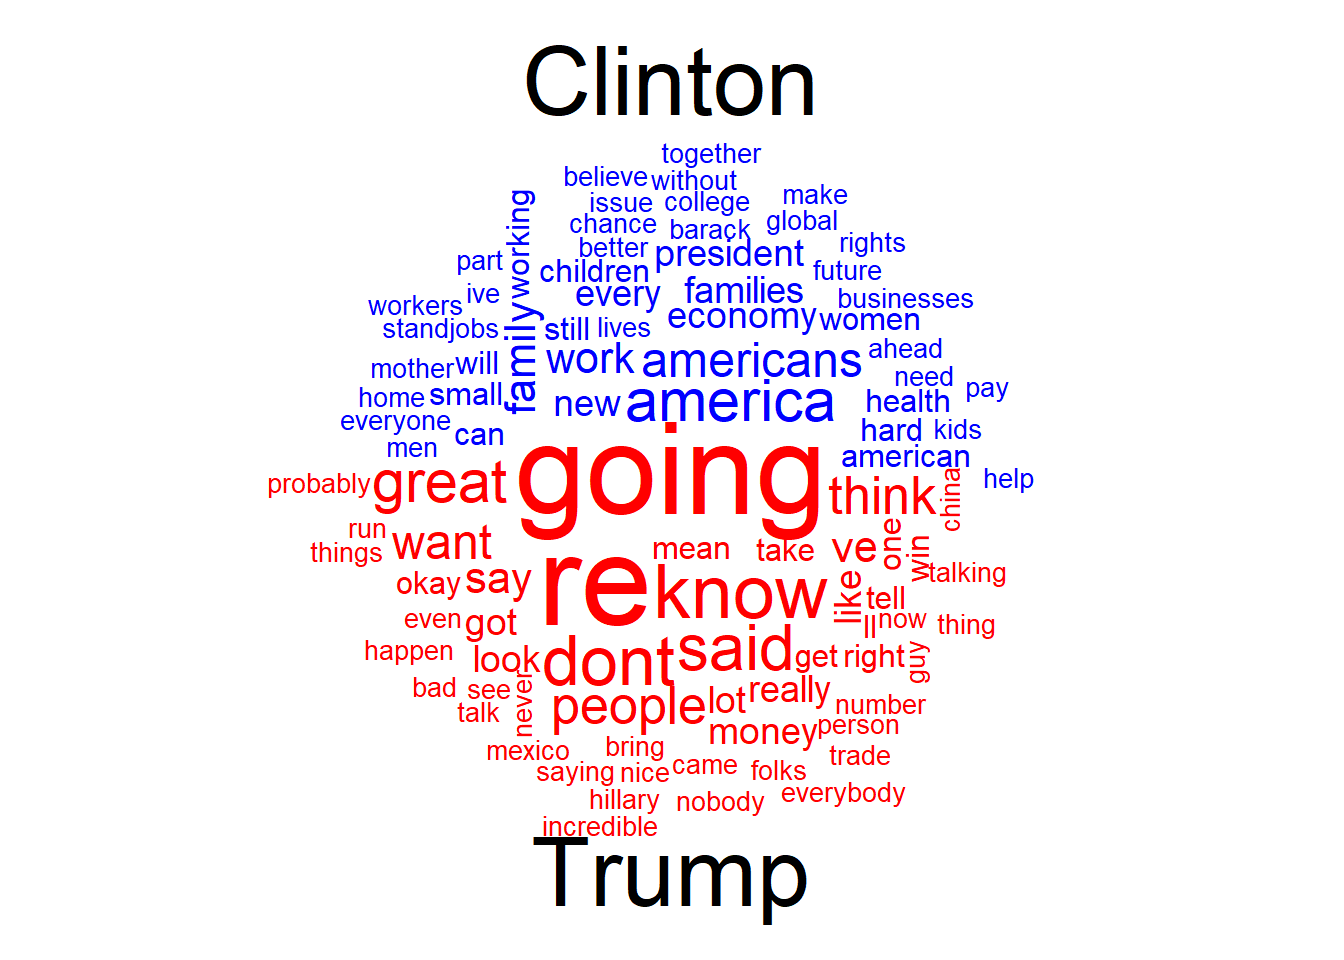 Clinton
together
believe without
issue college make
chance barack global
better president rights
part children future
working
ive every families businesses
workers economy women
standjobs still lives
family
work americans ahead
mother will need pay
home small new america health
everyone can hard kids
men american
probably great going think china help
run want mean take ve one win
things
okay say re know like tell talking
even got ll now thing
happen look dont said get right guy
bad see never people lot really number
talk money person
mexico bring trade
saying nice came folks
hillary nobody everybody
incredible
Trump